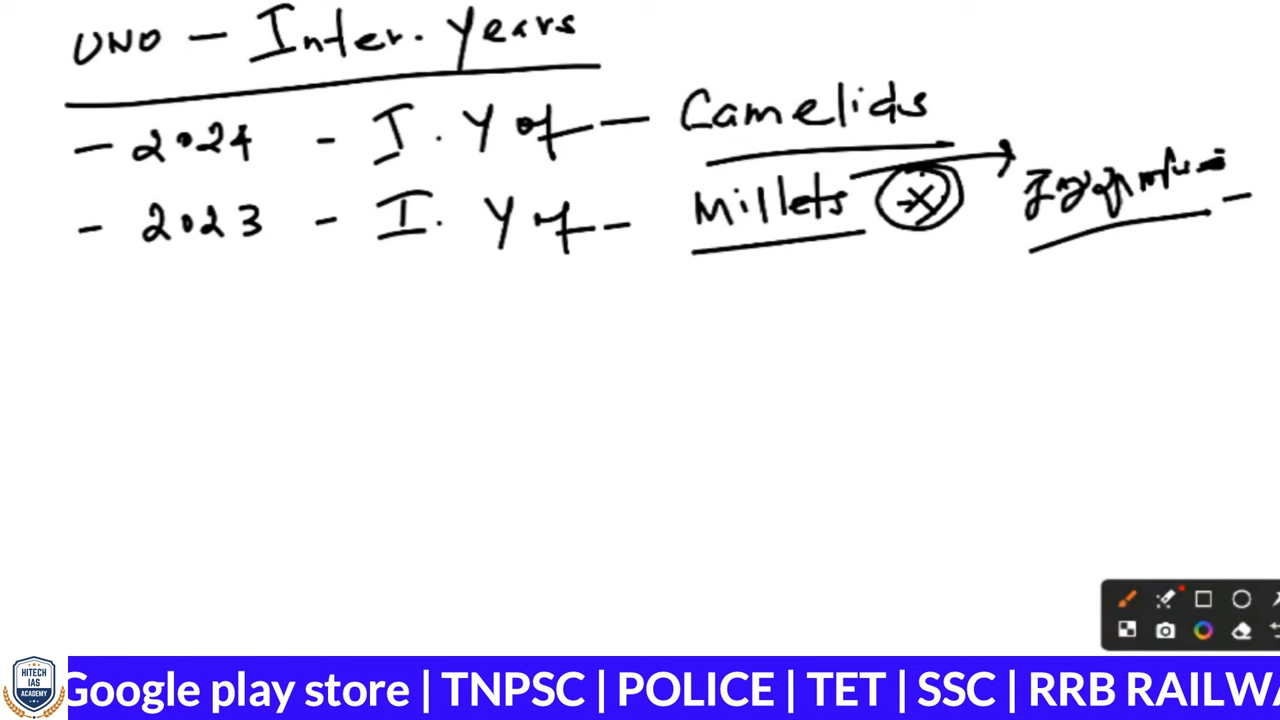 UNO - Inter. Years
- 2024 - I. Y of - Camelids
- 2023 - I. Y of - Millets
HITECH
IAS
ACADEMY
Google play store | TNPSC | POLICE | TET | SSC | RRB RAILWA